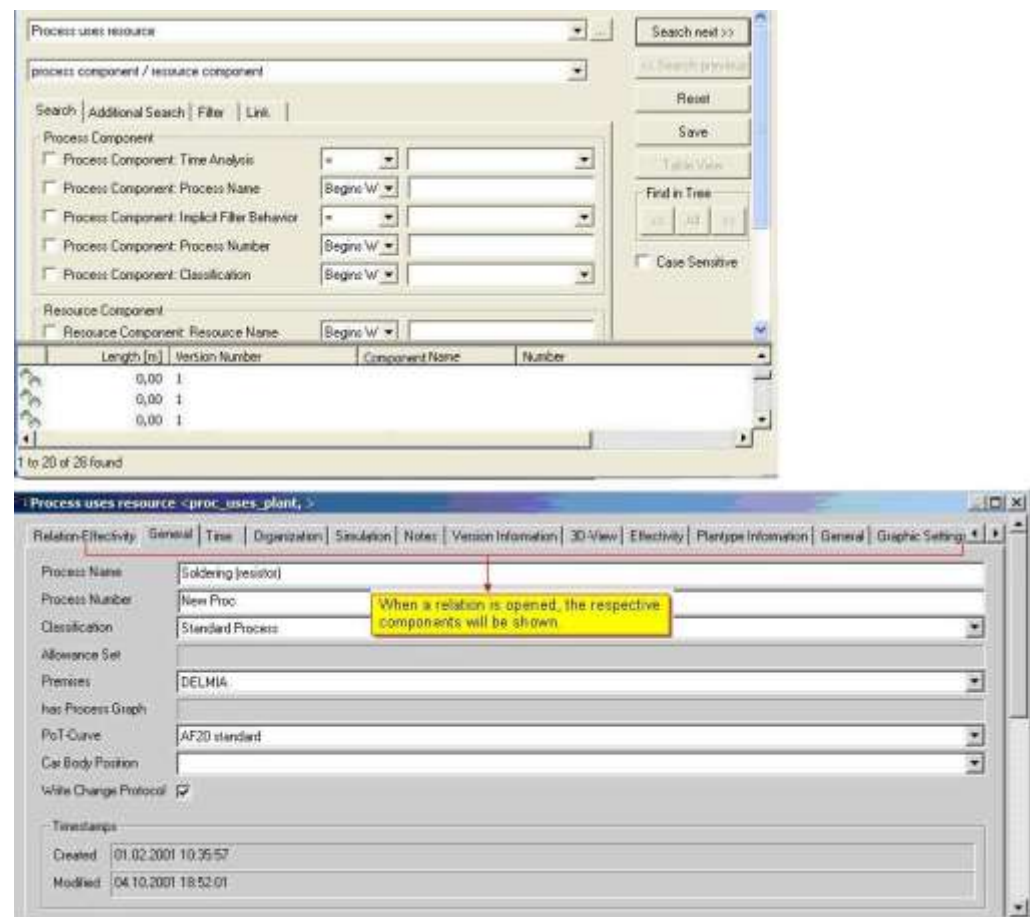 Process uses resource
...
Search next >>
process component / resource component
<< Search previous
Reset
Search Additional Search Filter Link
Save
Process Component
Process Component: Time Analysis =
Table View
Process Component: Process Name Begins W
Find in Tree
Process Component: Implicit Filter Behavior =
Process Component: Process Number Begins W
Case Sensitive
Process Component: Classification Begins W
Resource Component
Resource Component: Resource Name Begins W
Length [m] Version Number Component Name Number
0,00 1
0,00 1
0,00 1
1 to 20 of 28 found
Process uses resource <proc_uses_plant, >
Relation-Effectivity General Time Organization Simulation Notes Version Information 3D-View Effectivity Plantype Information General Graphic Settings
Process Name Soldering (resistor)
Process Number New Proc
When a relation is opened, the respective
components will be shown.
Classification Standard Process
Allowance Set
Premises DELMIA
has Process Graph
PoT-Curve AF20 standard
Car Body Position
Write Change Protocol
Timestamps
Created 01.02.2001 10:35:57
Modified 04.10.2001 18:52:01